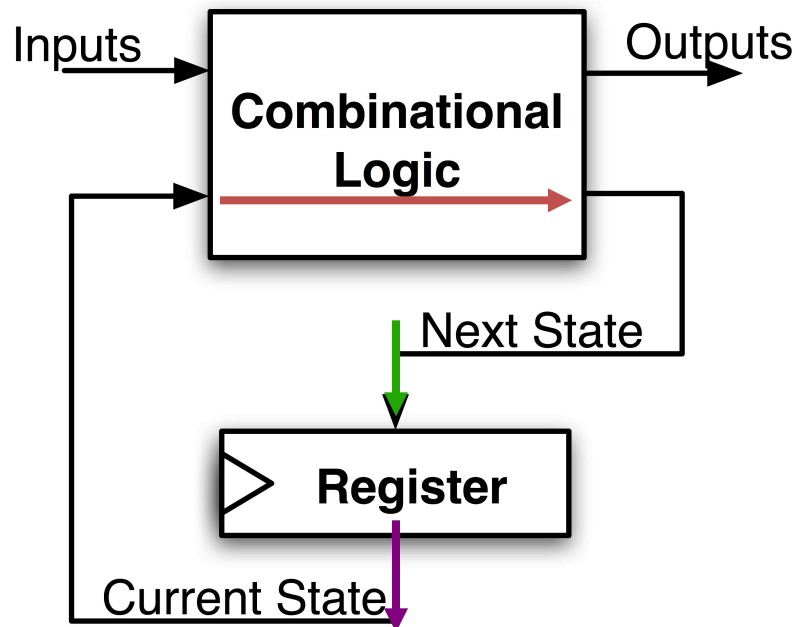 Inputs
Outputs
Combinational
Logic
Next State
Register
Current State